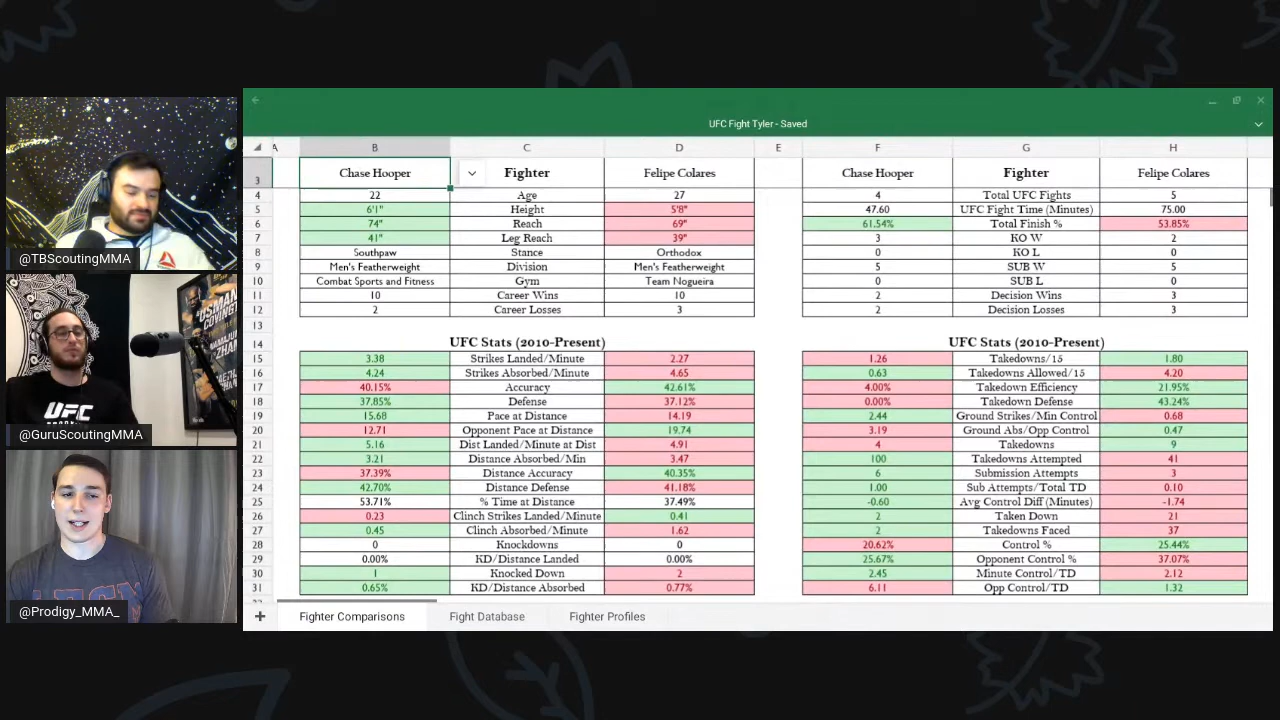 @TBScoutingMMA
UFC
@GuruScoutingMMA
USMAN
COVINGTON
NAMAJUNAS
ZHANG
@Prodigy_MMA_
UFC Fight Tyler - Saved
A B C D E F G H
3 Chase Hooper Fighter Felipe Colares Chase Hooper Fighter Felipe Colares
4 22 Age 27 4 Total UFC Fights 5
5 6'1" Height 5'8" 47.60 UFC Fight Time (Minutes) 75.00
6 74" Reach 69" 61.54% Total Finish % 53.85%
7 41" Leg Reach 39" 3 KO W 2
8 Southpaw Stance Orthodox 0 KO L 0
9 Men's Featherweight Division Men's Featherweight 5 SUB W 5
10 Combat Sports and Fitness Gym Team Nogueira 0 SUB L 0
11 10 Career Wins 10 2 Decision Wins 3
12 2 Career Losses 3 2 Decision Losses 3
13
14 UFC Stats (2010-Present) UFC Stats (2010-Present)
15 3.38 Strikes Landed/Minute 2.27 1.26 Takedowns/15 1.80
16 4.24 Strikes Absorbed/Minute 4.65 0.63 Takedowns Allowed/15 4.20
17 40.15% Accuracy 42.61% 4.00% Takedown Efficiency 21.95%
18 37.85% Defense 37.12% 0.00% Takedown Defense 43.24%
19 15.68 Pace at Distance 14.19 2.44 Ground Strikes/Min Control 0.68
20 12.71 Opponent Pace at Distance 19.74 3.19 Ground Abs/Opp Control 0.47
21 5.16 Dist Landed/Minute at Dist 4.91 4 Takedowns 9
22 3.21 Distance Absorbed/Min 3.47 100 Takedowns Attempted 41
23 37.39% Distance Accuracy 40.35% 6 Submission Attempts 3
24 42.70% Distance Defense 41.18% 1.00 Sub Attempts/Total TD 0.10
25 53.71% % Time at Distance 37.49% -0.60 Avg Control Diff (Minutes) -1.74
26 0.23 Clinch Strikes Landed/Minute 0.41 2 Taken Down 21
27 0.45 Clinch Absorbed/Minute 1.62 2 Takedowns Faced 37
28 0 Knockdowns 0 20.62% Control % 25.44%
29 0.00% KD/Distance Landed 0.00% 25.67% Opponent Control % 37.07%
30 1 Knocked Down 2 2.45 Minute Control/TD 2.12
31 0.65% KD/Distance Absorbed 0.77% 6.11 Opp Control/TD 1.32
Fighter Comparisons Fight Database Fighter Profiles